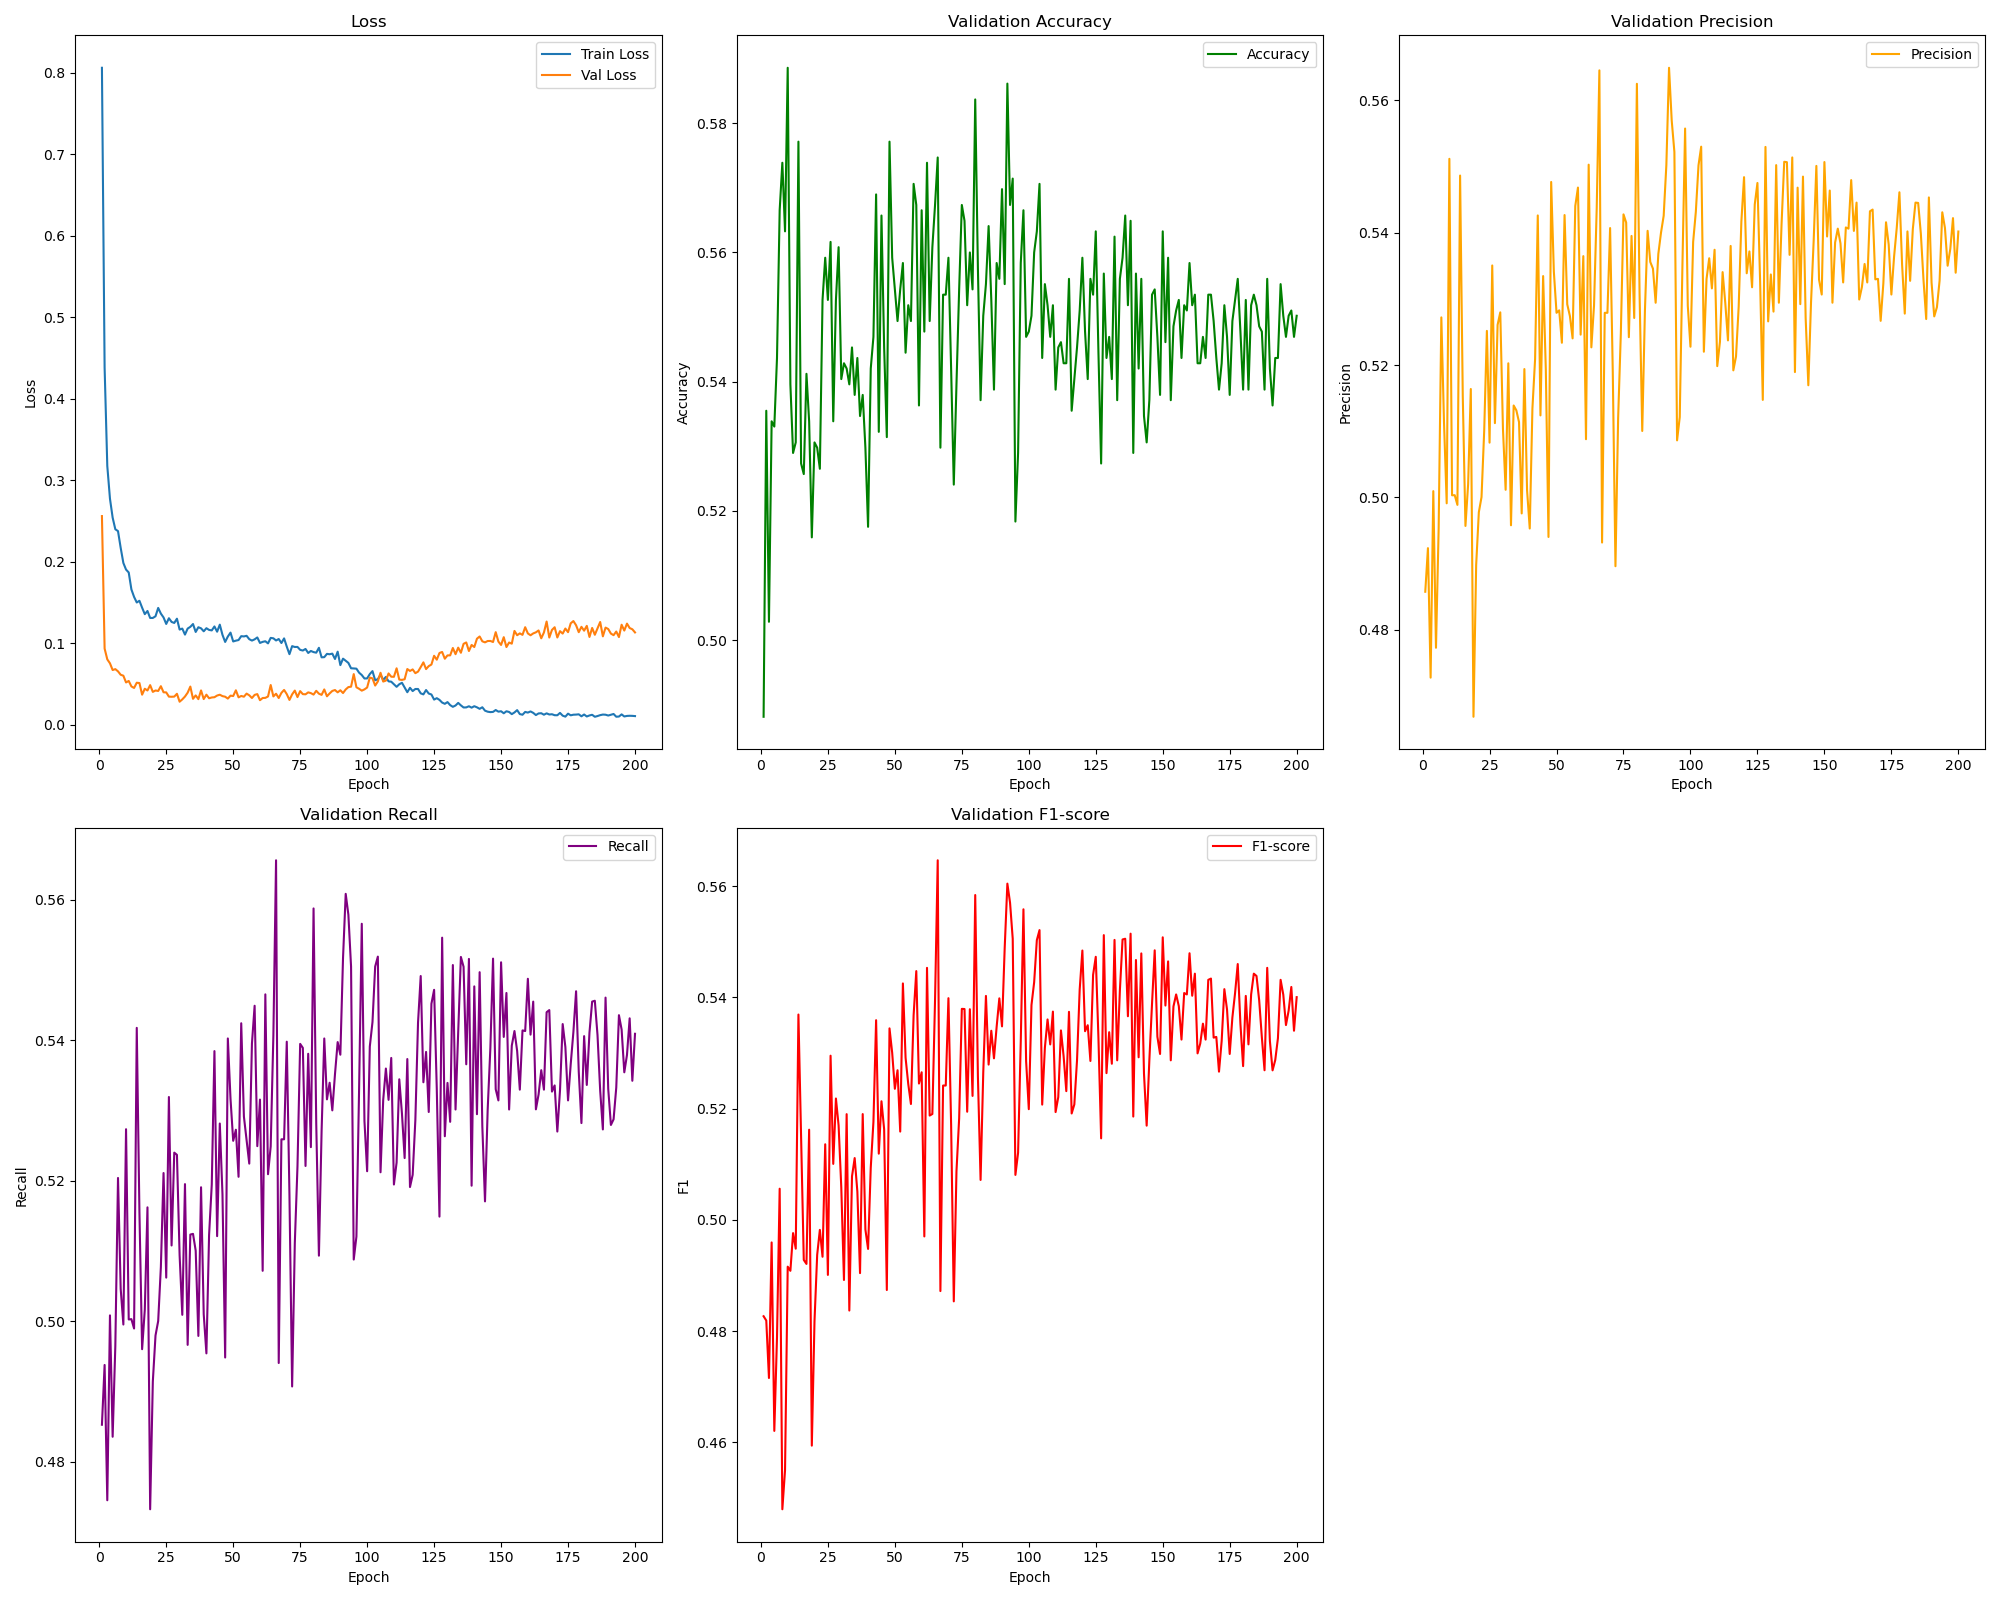 Loss
Train Loss
Val Loss
0.8
0.7
0.6
0.5
0.4
0.3
0.2
0.1
0.0
Loss
0 25 50 75 100 125 150 175 200
Epoch
Validation Accuracy
Accuracy
0.58
0.56
0.54
0.52
0.50
Accuracy
0 25 50 75 100 125 150 175 200
Epoch
Validation Precision
Precision
0.56
0.54
0.52
0.50
0.48
Precision
0 25 50 75 100 125 150 175 200
Epoch
Validation Recall
Recall
0.56
0.54
0.52
0.50
0.48
Recall
0 25 50 75 100 125 150 175 200
Epoch
Validation F1-score
F1-score
0.56
0.54
0.52
0.50
0.48
0.46
F1
0 25 50 75 100 125 150 175 200
Epoch